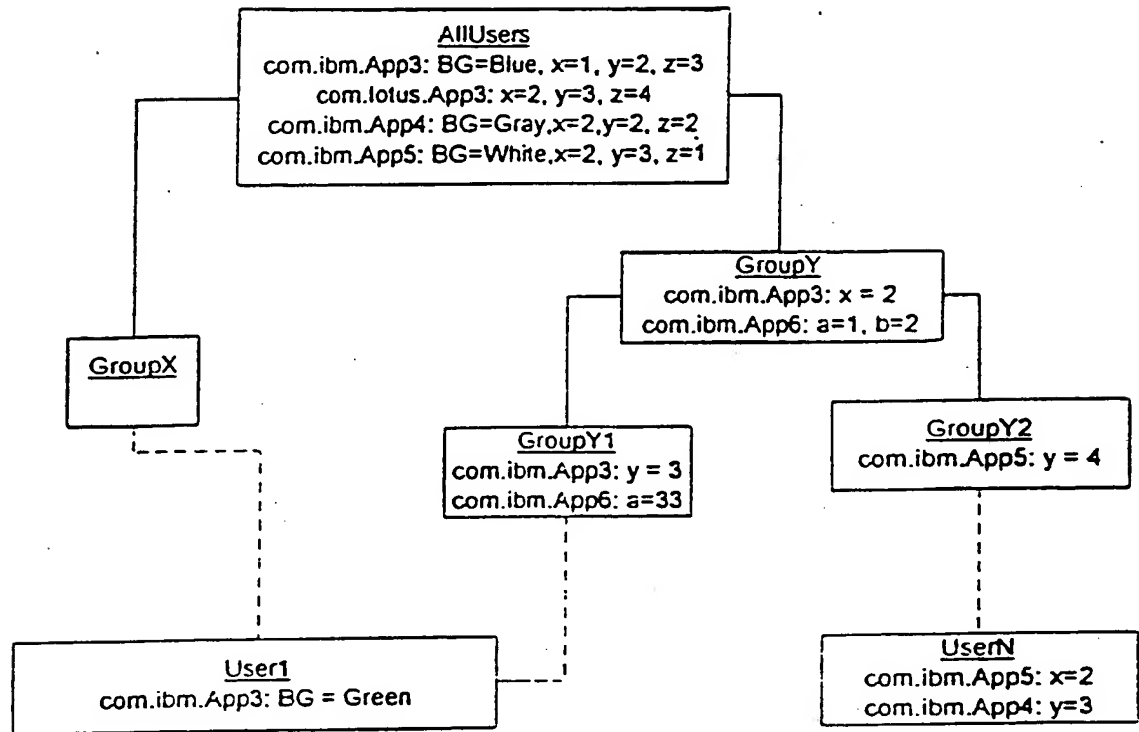 AllUsers
com.ibm.App3: BG=Blue, x=1, y=2, z=3
com.lotus.App3: x=2, y=3, z=4
com.ibm.App4: BG=Gray,x=2,y=2, z=2
com.ibm.App5: BG=White,x=2, y=3, z=1
GroupY
com.ibm.App3: x = 2
com.ibm.App6: a=1, b=2
GroupX
GroupY1
com.ibm.App3: y = 3
com.ibm.App6: a=33
GroupY2
com.ibm.App5: y = 4
User1
com.ibm.App3: BG = Green
UserN
com.ibm.App5: x=2
com.ibm.App4: y=3